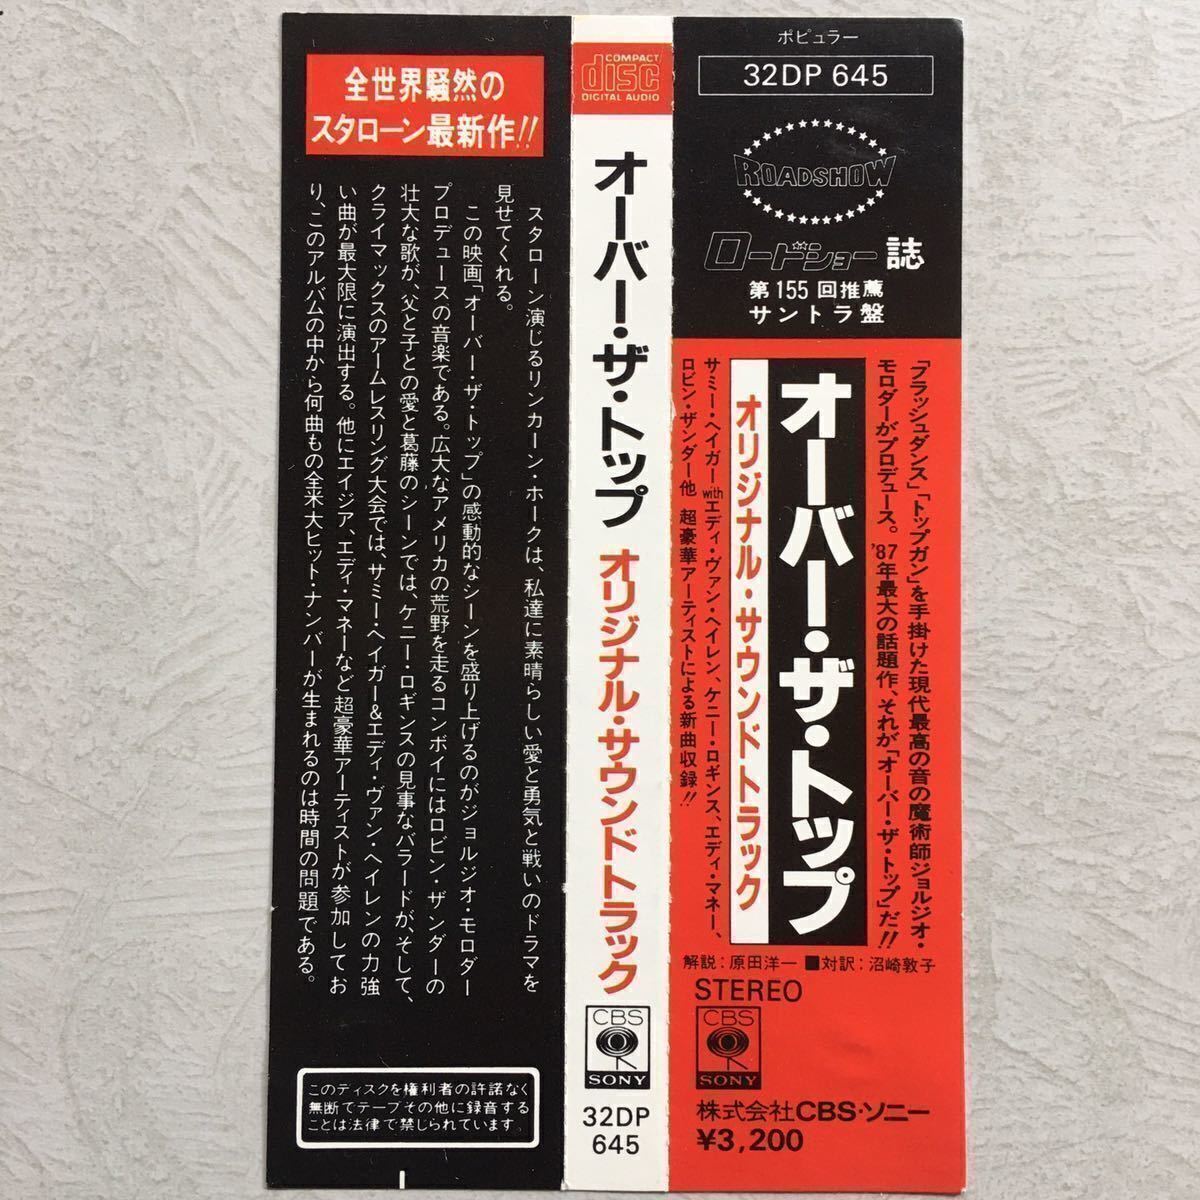 全世界騒然の
スタローン最新作!!
スタローン演じるリンカーン・ホークは、私達に素晴らしい愛と勇気と戦いのドラマを
見せてくれる。
この映画「オーバー・ザ・トップ」の感動的なシーンを盛り上げるのがジョルジオ・モロダー
プロデュースの音楽である。広大なアメリカの荒野を走るコンボイにはロビン・ザンダーの
壮大な歌が、父と子との愛と葛藤のシーンでは、ケニー・ロギンスの見事なバラードが、そして、
クライマックスのアームレスリング大会では、サミー・ヘイガー&エディ・ヴァン・ヘイレンの力強
い曲が最大限に演出する。他にエイジア、エディ・マネーなど超豪華アーティストが参加してお
り、このアルバムの中から何曲もの全米大ヒット・ナンバーが生まれるのは時間の問題である。
このディスクを権利者の許諾なく
無断でテープその他に録音する
ことは法律で禁じられています。
COMPACT
disc
DIGITAL AUDIO
オーバー・ザ・トップ オリジナル・サウンドトラック
CBS
SONY
32DP
645
ポピュラー
32DP 645
ROADSHOW
ロードショー誌
第155回推薦
サントラ盤
「フラッシュダンス」「トップガン」を手掛けた現代最高の音の魔術師ジョルジオ・
モロダーがプロデュース。'87年最大の話題作、それが「オーバー・ザ・トップ」だ!!
オーバー・ザ・トップ
オリジナル・サウンドトラック
サミー・ヘイガーwithエディ・ヴァン・ヘイレン、ケニー・ロギンス、エディ・マネー、
ロビン・ザンダー他 超豪華アーティストによる新曲収録!!
解説:原田洋一 ■対訳:沼崎敦子
STEREO
CBS
SONY
株式会社CBS・ソニー
¥3,200